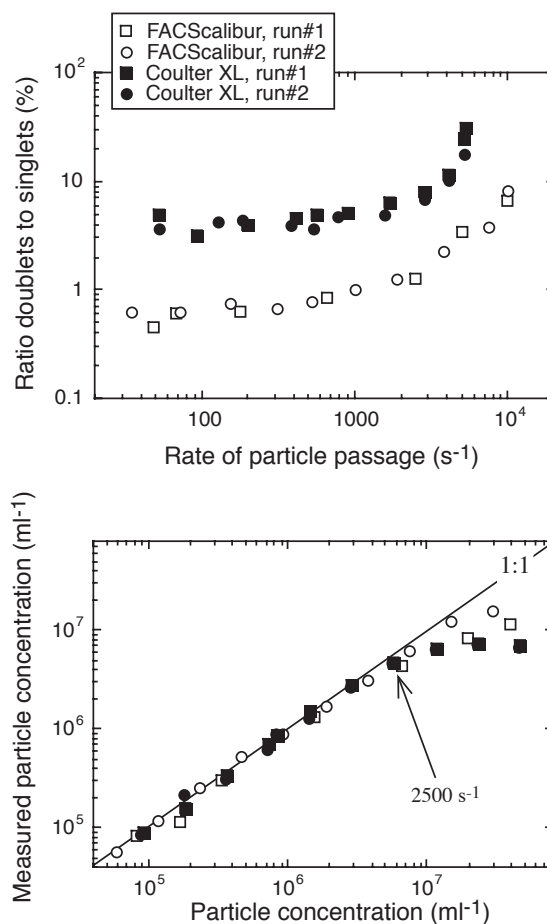 FACScalibur, run#1
FACScalibur, run#2
Coulter XL, run#1
Coulter XL, run#2
Ratio doublets to singlets (%)
10²
10
1
0.1
100 1000 10⁴
Rate of particle passage (s⁻¹)
Measured particle concentration (ml⁻¹)
1:1
10⁷
10⁶
2500 s⁻¹
10⁵
10⁵ 10⁶ 10⁷
Particle concentration (ml⁻¹)